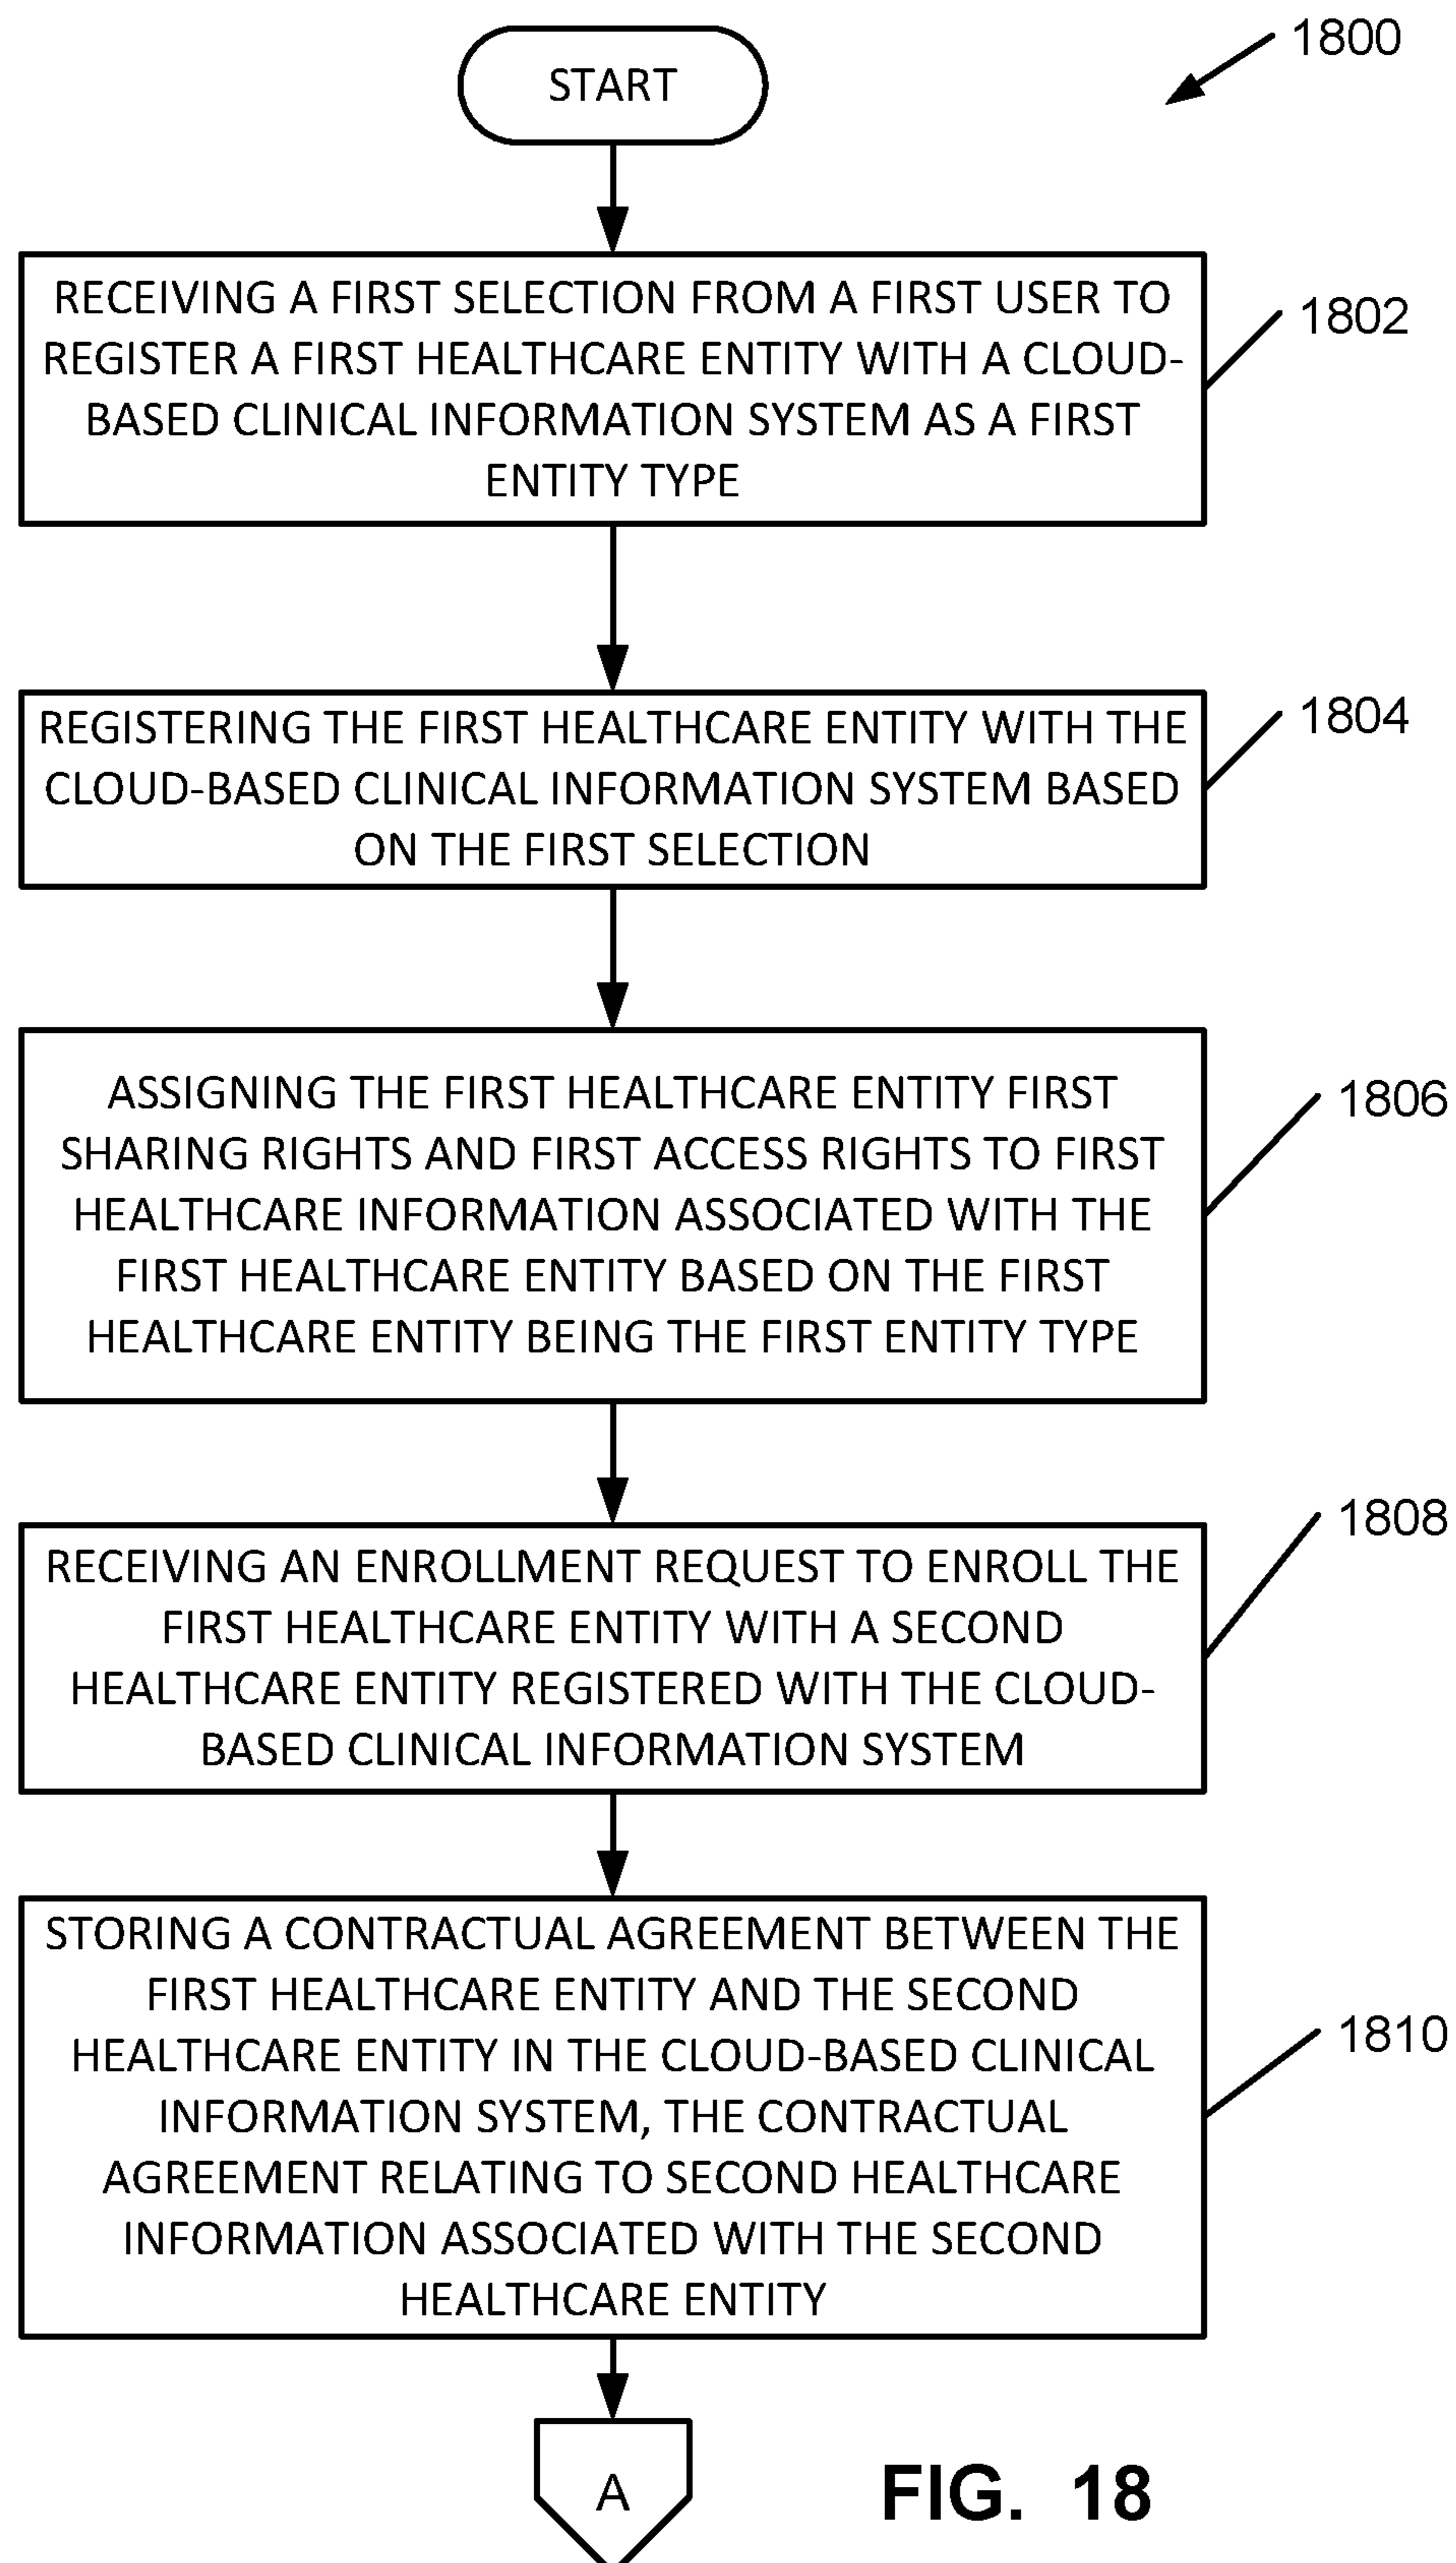 1800
START
RECEIVING A FIRST SELECTION FROM A FIRST USER TO
REGISTER A FIRST HEALTHCARE ENTITY WITH A CLOUD-
BASED CLINICAL INFORMATION SYSTEM AS A FIRST
ENTITY TYPE
1802
REGISTERING THE FIRST HEALTHCARE ENTITY WITH THE
CLOUD-BASED CLINICAL INFORMATION SYSTEM BASED
ON THE FIRST SELECTION
1804
ASSIGNING THE FIRST HEALTHCARE ENTITY FIRST
SHARING RIGHTS AND FIRST ACCESS RIGHTS TO FIRST
HEALTHCARE INFORMATION ASSOCIATED WITH THE
FIRST HEALTHCARE ENTITY BASED ON THE FIRST
HEALTHCARE ENTITY BEING THE FIRST ENTITY TYPE
1806
RECEIVING AN ENROLLMENT REQUEST TO ENROLL THE
FIRST HEALTHCARE ENTITY WITH A SECOND
HEALTHCARE ENTITY REGISTERED WITH THE CLOUD-
BASED CLINICAL INFORMATION SYSTEM
1808
STORING A CONTRACTUAL AGREEMENT BETWEEN THE
FIRST HEALTHCARE ENTITY AND THE SECOND
HEALTHCARE ENTITY IN THE CLOUD-BASED CLINICAL
INFORMATION SYSTEM, THE CONTRACTUAL
AGREEMENT RELATING TO SECOND HEALTHCARE
INFORMATION ASSOCIATED WITH THE SECOND
HEALTHCARE ENTITY
1810
A
FIG. 18